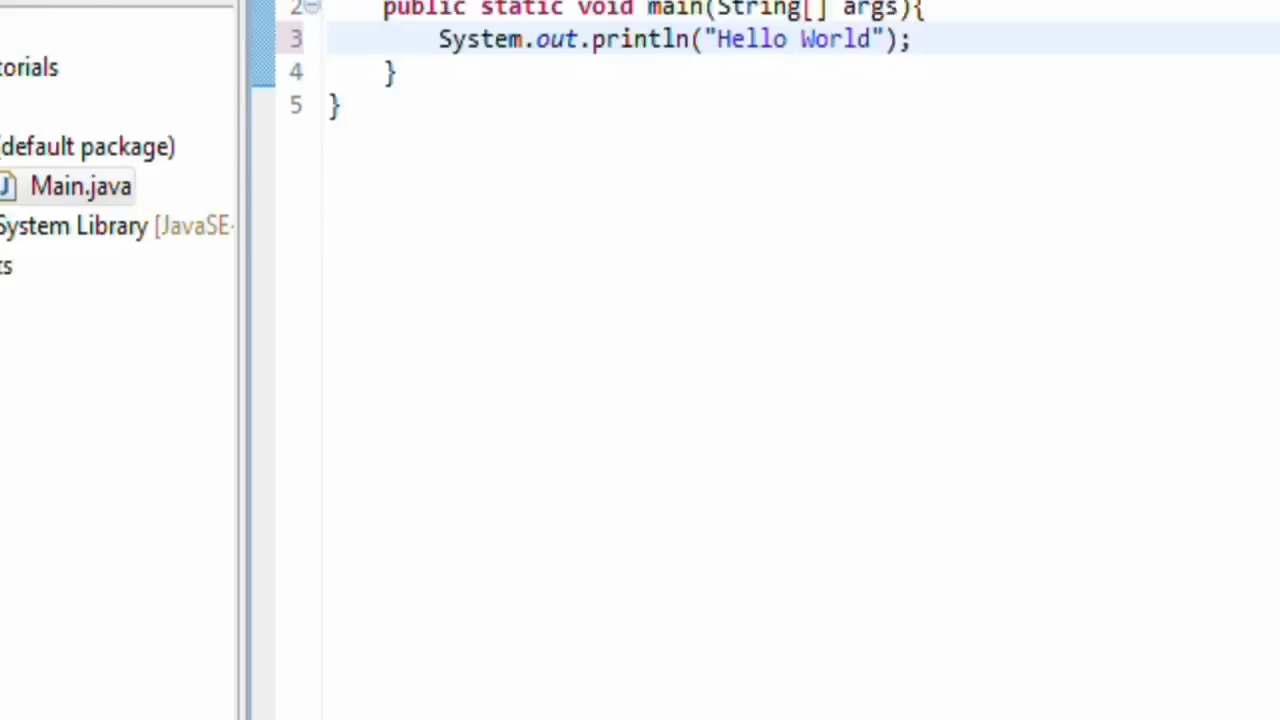 torials
(default package)
Main.java
System Library [JavaSE-
ts
2 public static void main(String[] args){
3 System.out.println("Hello World");
4 }
5 }